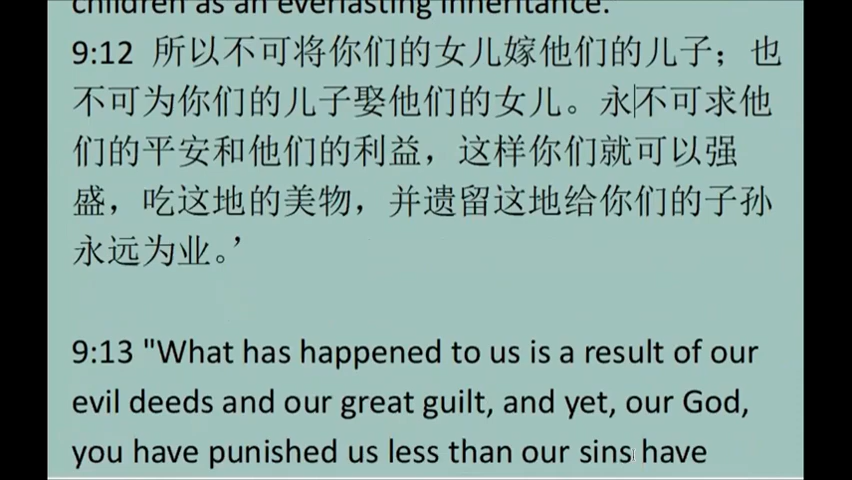 children as an everlasting inheritance.'
9:12 所以不可将你们的女儿嫁他们的儿子；也
不可为你们的儿子娶他们的女儿。永不可求他
们的平安和他们的利益，这样你们就可以强
盛，吃这地的美物，并遗留这地给你们的子孙
永远为业。’
9:13 "What has happened to us is a result of our
evil deeds and our great guilt, and yet, our God,
you have punished us less than our sins have